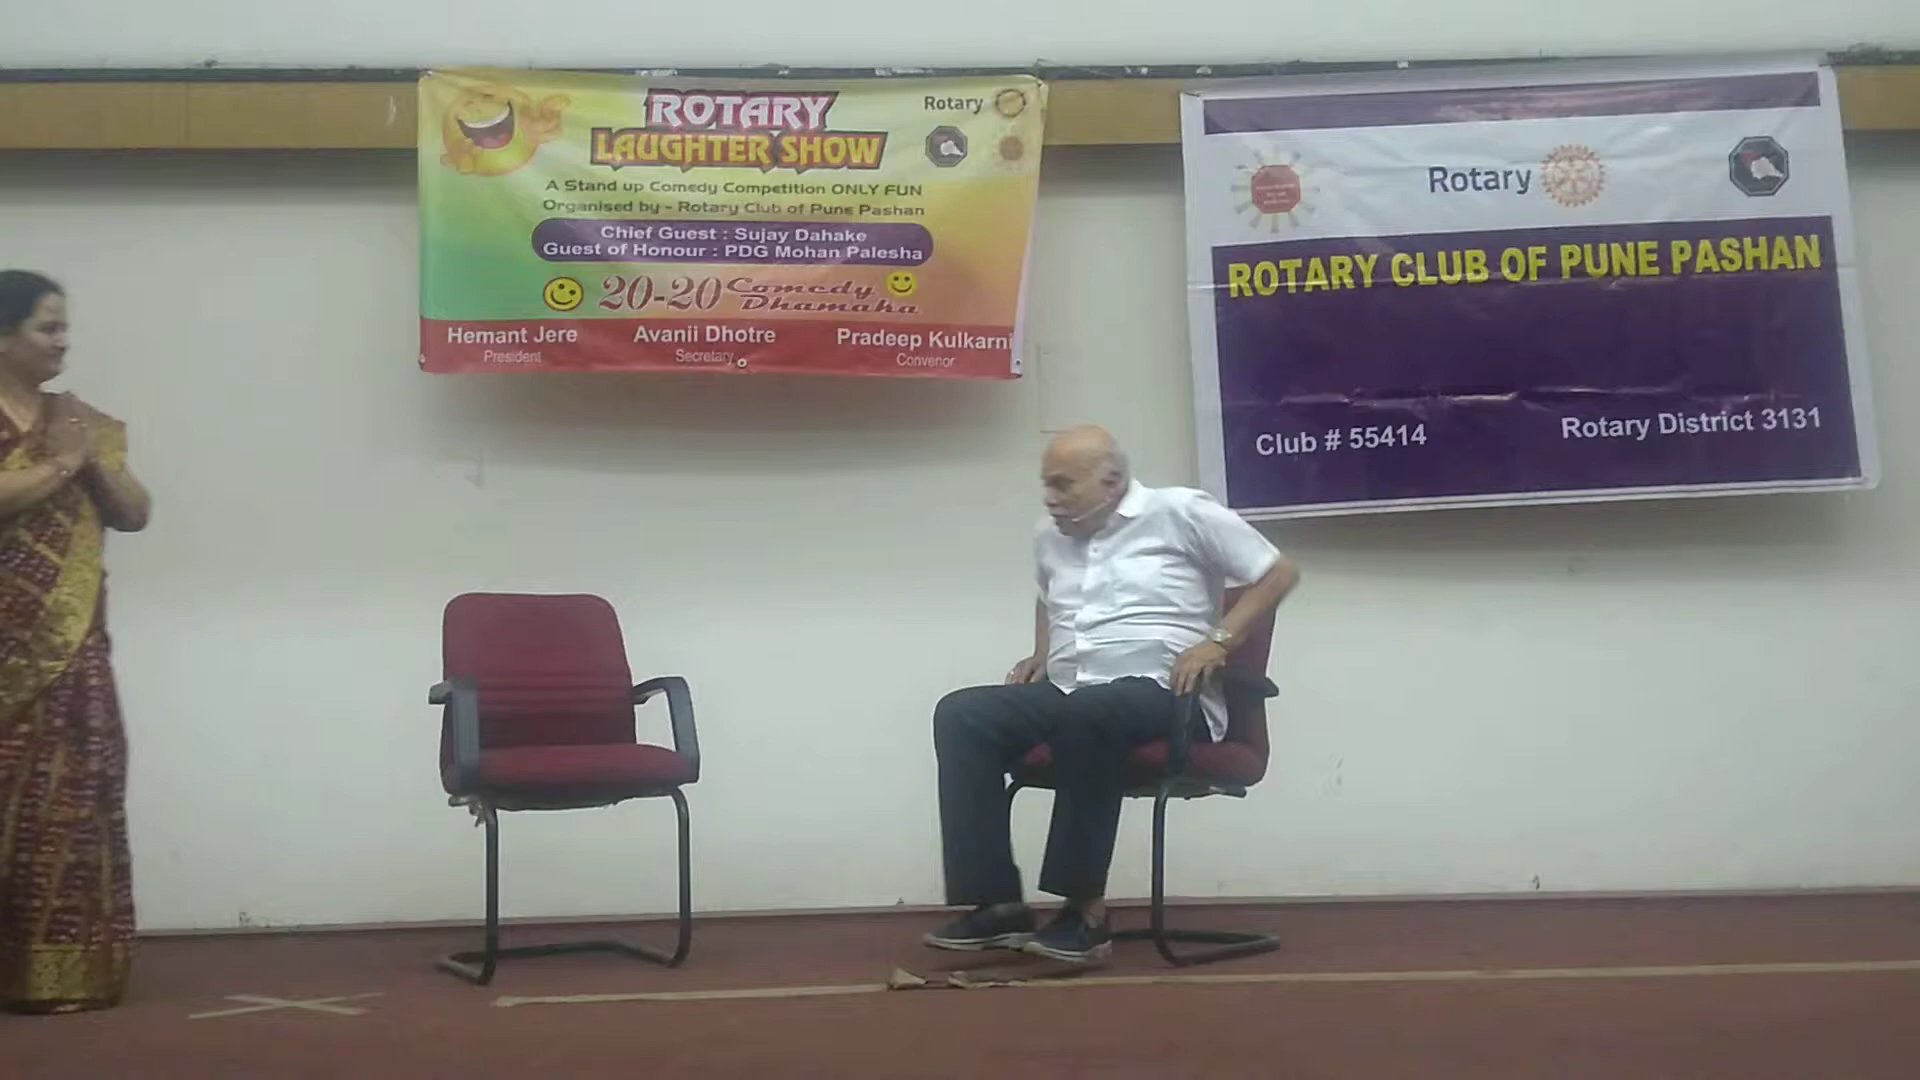 ROTARY
LAUGHTER SHOW
Rotary
A Stand up Comedy Competition ONLY FUN
Organised by - Rotary Club of Pune Pashan
Chief Guest : Sujay Dahake
Guest of Honour : PDG Mohan Palesha
20-20 Comedy Dhamaka
Hemant Jere
President
Avanii Dhotre
Secretary
Pradeep Kulkarni
Convenor
Rotary
ROTARY CLUB OF PUNE PASHAN
Club # 55414
Rotary District 3131